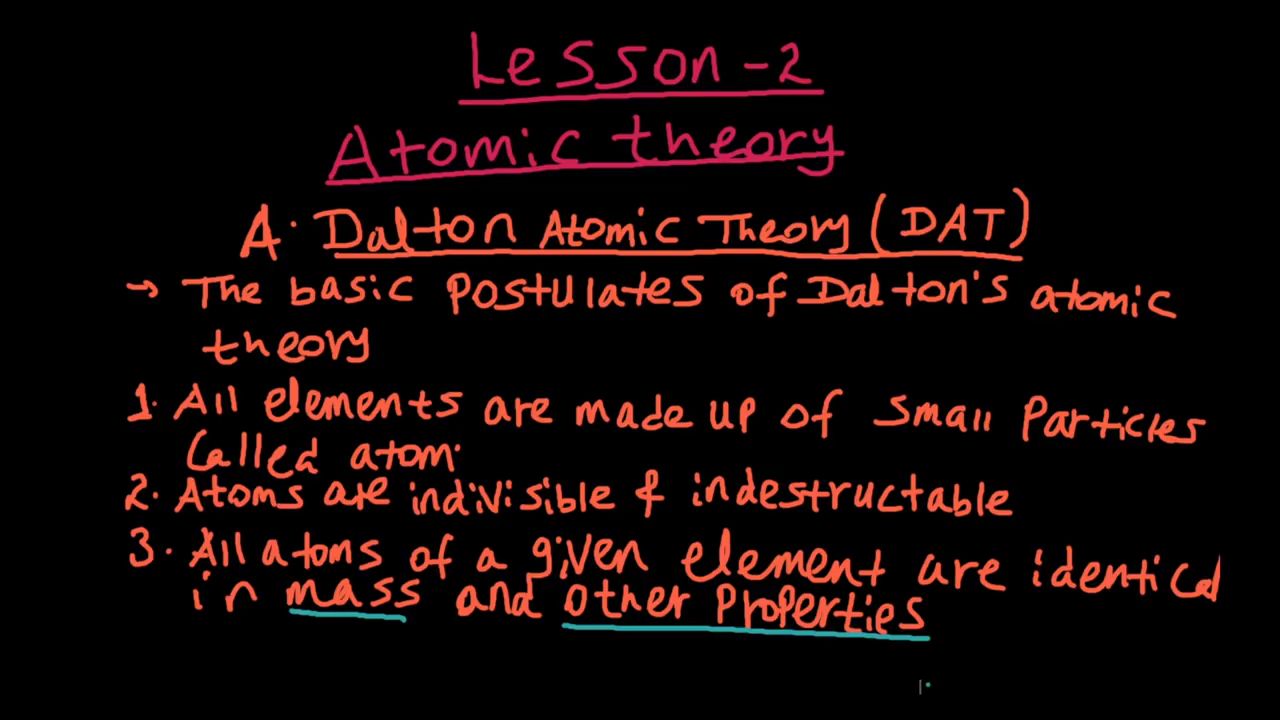 Lesson-2
Atomic theory
A. Dalton Atomic Theory (DAT)
→ The basic postulates of Dalton's atomic
theory
1. All elements are made up of small particles
called atom.
2. Atoms are indivisible & indestructable
3. All atoms of a given element are identical
in mass and other properties